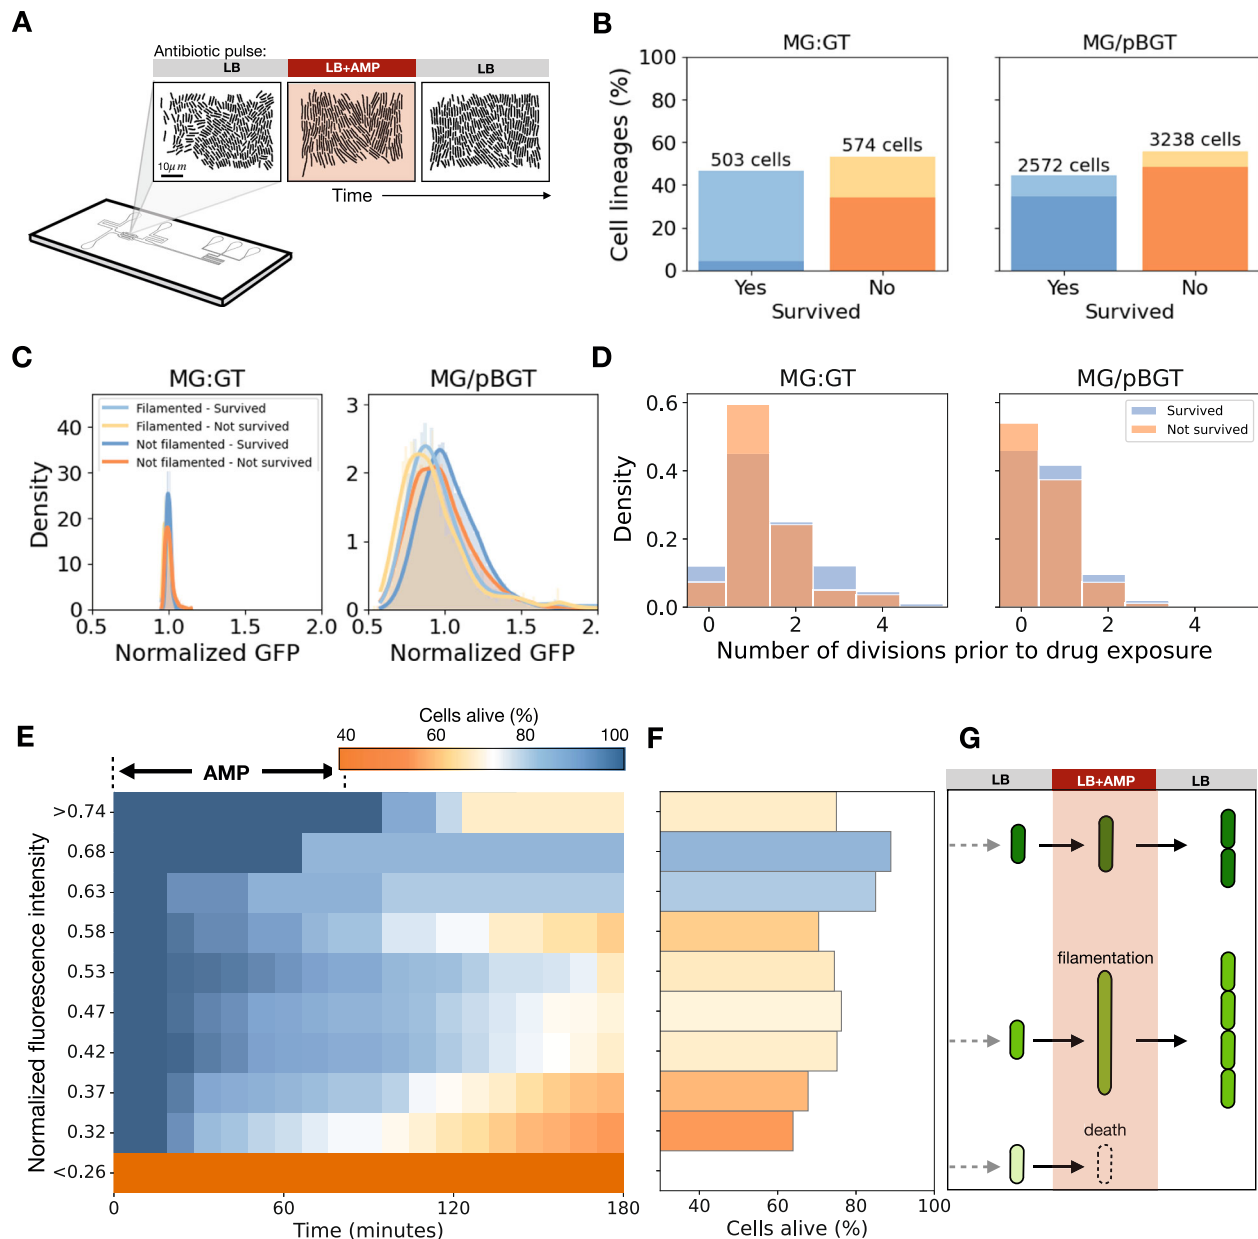 A
Antibiotic pulse:
LB
LB+AMP
LB
10μm
Time
B
MG:GT
MG/pBGT
Cell lineages (%)
100
80
60
40
20
0
503 cells
574 cells
2572 cells
3238 cells
Yes
No
Survived
Yes
No
Survived
C
MG:GT
MG/pBGT
Filamented - Survived
Filamented - Not survived
Not filamented - Survived
Not filamented - Not survived
Density
40
30
20
10
0
3
2
1
0
0.5
1.0
1.5
2.0
0.5
1.0
1.5
2.
Normalized GFP
Normalized GFP
D
MG:GT
MG/pBGT
Survived
Not survived
Density
0.6
0.4
0.2
0.0
0
2
4
0
2
4
Number of divisions prior to drug exposure
E
Cells alive (%)
40
60
80
100
AMP
Normalized fluorescence intensity
>0.74
0.68
0.63
0.58
0.53
0.47
0.42
0.37
0.32
<0.26
0
60
120
180
Time (minutes)
F
40
60
80
100
Cells alive (%)
G
LB
LB+AMP
LB
filamentation
death